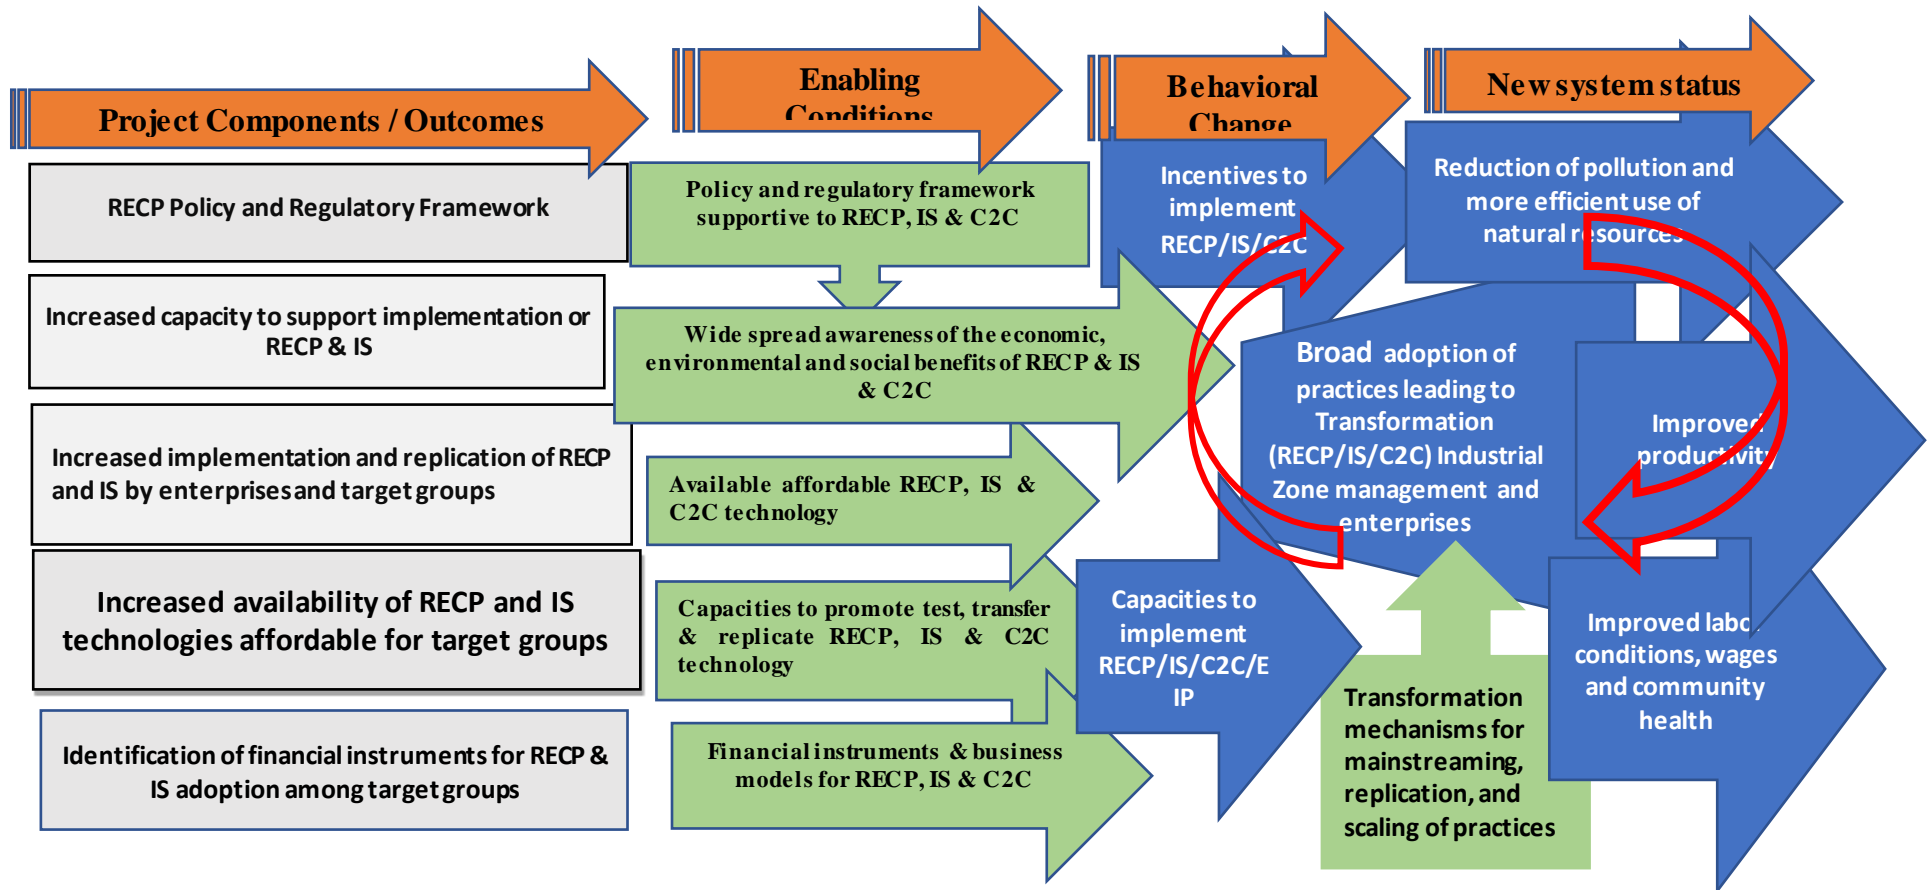 Project Components / Outcomes
Enabling
Conditions
Behavioral
Change
New system status
RECP Policy and Regulatory Framework
Increased capacity to support implementation or
RECP & IS
Increased implementation and replication of RECP
and IS by enterprises and target groups
Increased availability of RECP and IS
technologies affordable for target groups
Identification of financial instruments for RECP &
IS adoption among target groups
Policy and regulatory framework
supportive to RECP, IS & C2C
Wide spread awareness of the economic,
environmental and social benefits of RECP & IS
& C2C
Available affordable RECP, IS &
C2C technology
Capacities to promote test, transfer
& replicate RECP, IS & C2C
technology
Financial instruments & business
models for RECP, IS & C2C
Incentives to
implement
RECP/IS/C2C
Capacities to
implement
RECP/IS/C2C/E
IP
Broad adoption of
practices leading to
Transformation
(RECP/IS/C2C) Industrial
Zone management and
enterprises
Transformation
mechanisms for
mainstreaming,
replication, and
scaling of practices
Reduction of pollution and
more efficient use of
natural resources
Improved
productivity
Improved labor
conditions, wages
and community
health